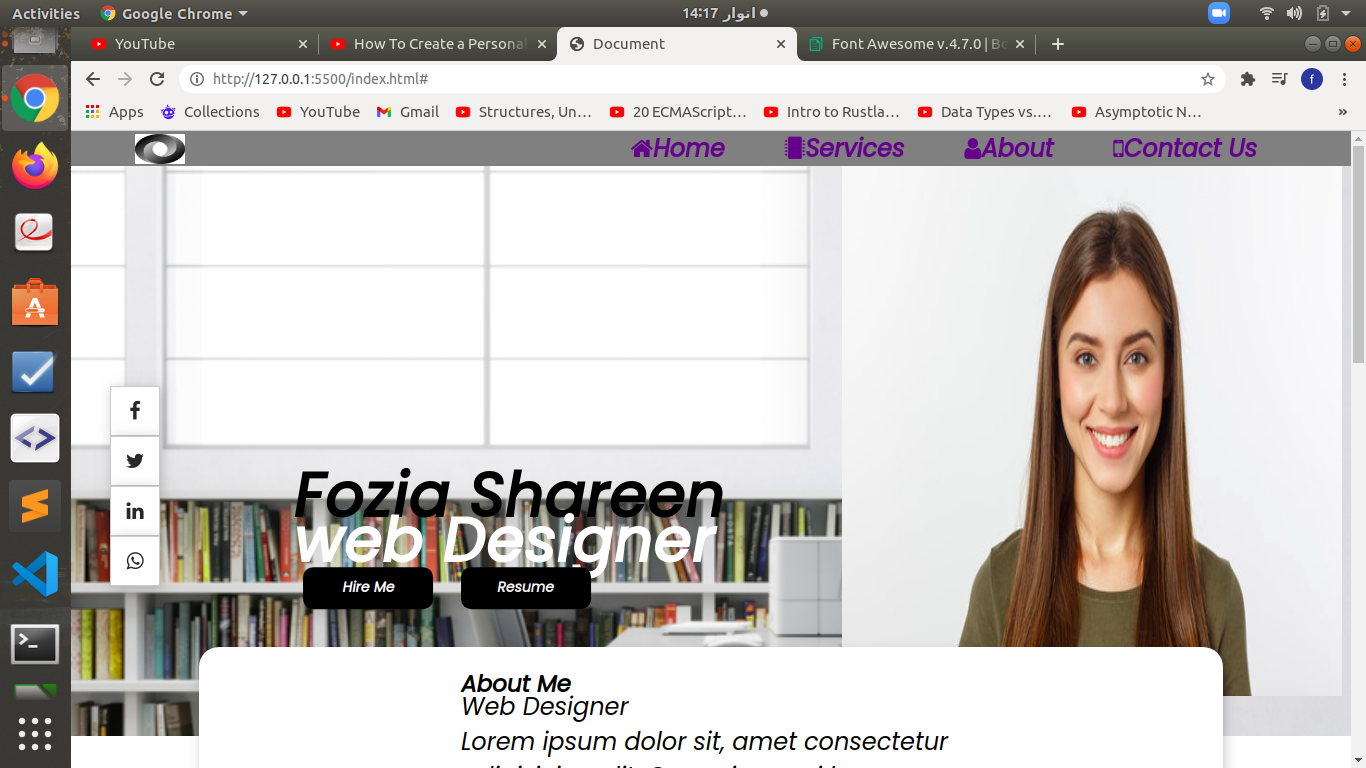 Activities
Google Chrome
14:17 اتوار
YouTube
How To Create a Personal
Document
Font Awesome v.4.7.0 | Bo
http://127.0.0.1:5500/index.html#
f
Apps
Collections
YouTube
Gmail
Structures, Un…
20 ECMAScript…
Intro to Rustla…
Data Types vs.…
Asymptotic N…
»
Home
Services
About
Contact Us
Fozia Shareen
web Designer
Hire Me
Resume
About Me
Web Designer
Lorem ipsum dolor sit, amet consectetur